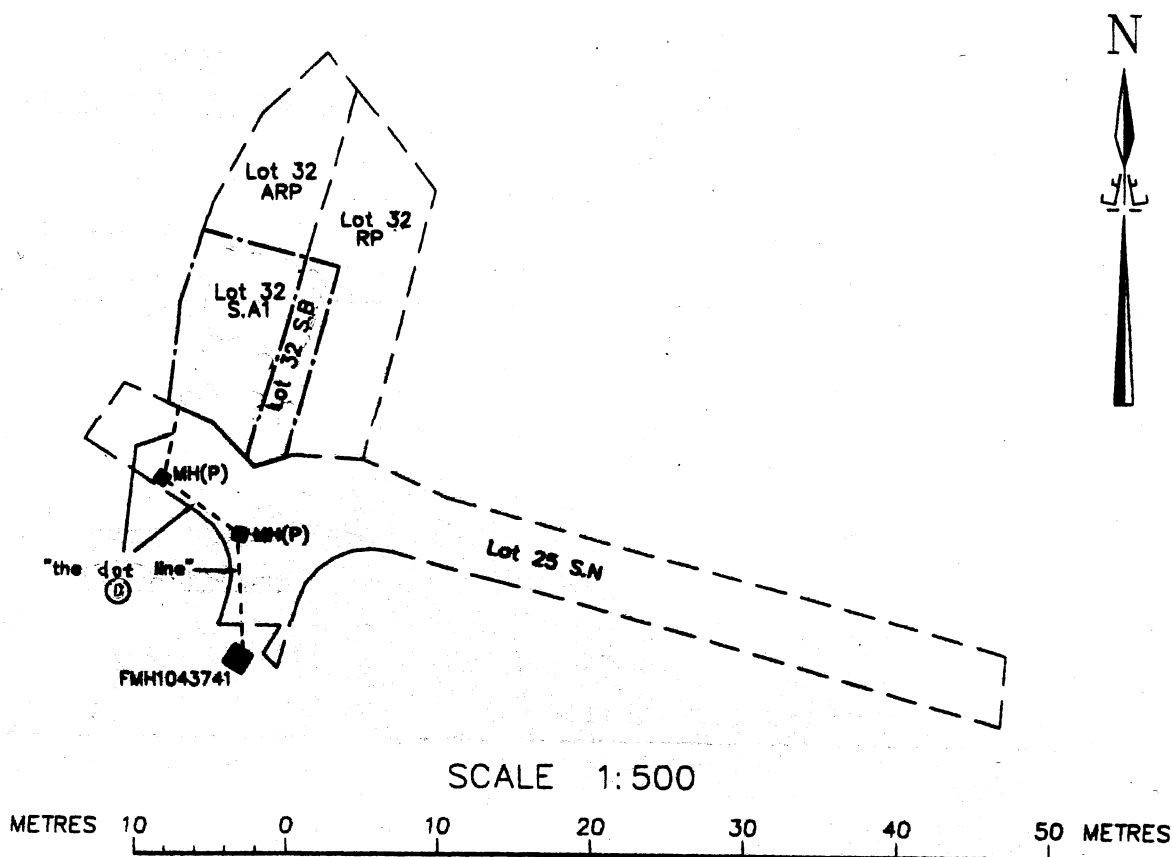 N
Lot 32
ARP
Lot 32
RP
Lot 32
S.A1
Lot 32 S.B
MH(P)
MH(P)
"the dot line"
D
Lot 25 S.N
FMH1043741
SCALE 1:500
METRES 10 0 10 20 30 40 50 METRES